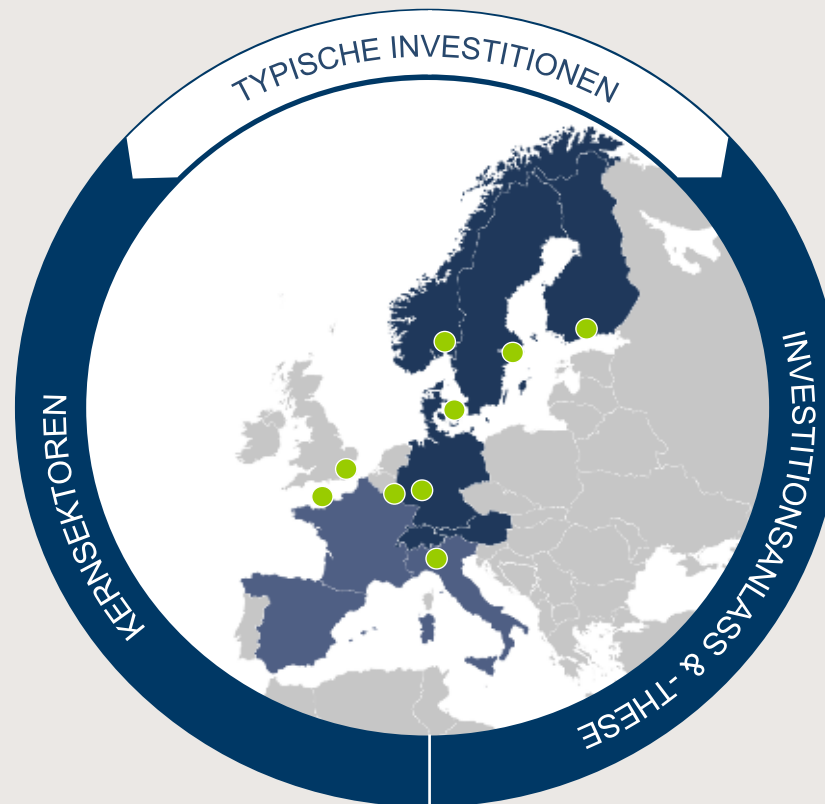 TYPISCHE INVESTITIONEN
KERNSEKTOREN
INVESTITIONSANLASS & -THESE